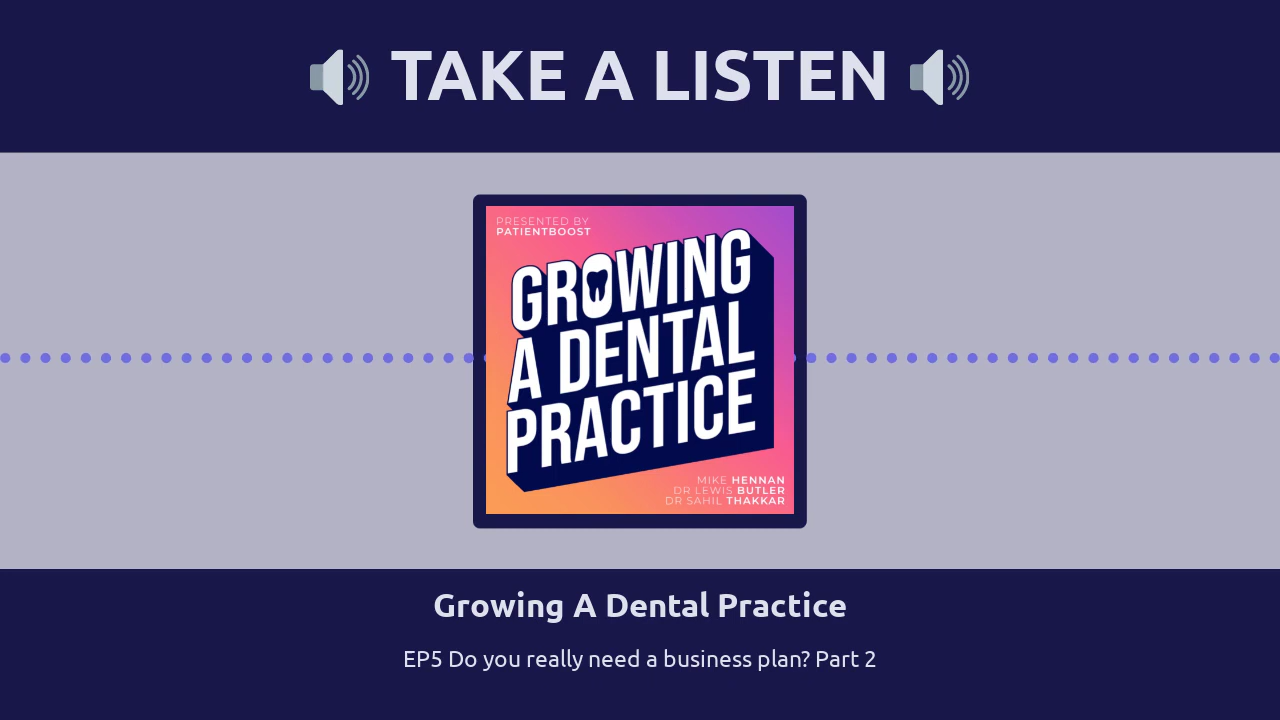 🔊 TAKE A LISTEN 🔊
PRESENTED BY
PATIENTBOOST
GROWING
A DENTAL
PRACTICE
MIKE HENNAN
DR LEWIS BUTLER
DR SAHIL THAKKAR
Growing A Dental Practice
EP5 Do you really need a business plan? Part 2